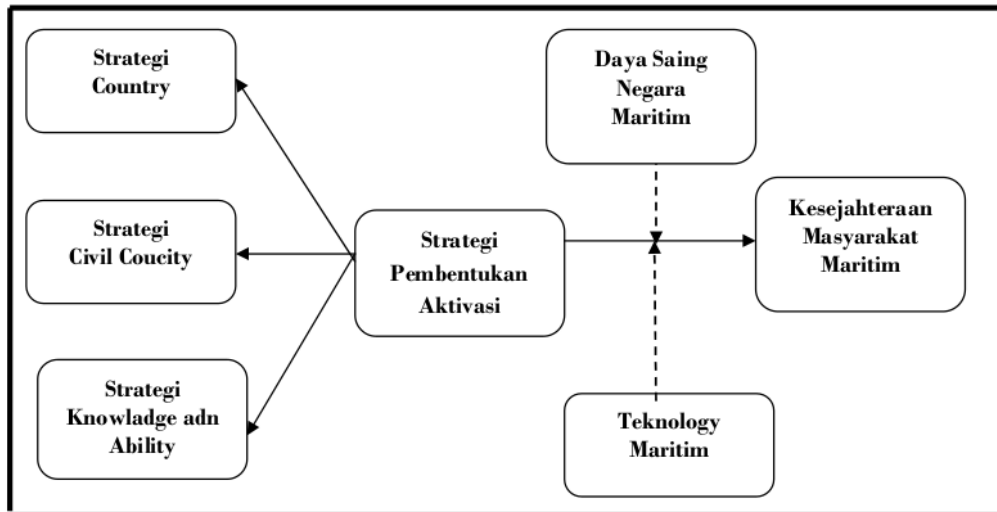 Strategi
Country
Strategi
Civil Coucity
Strategi
Knowladge adn
Ability
Strategi
Pembentukan
Aktivasi
Daya Saing
Negara
Maritim
Teknology
Maritim
Kesejahteraan
Masyarakat
Maritim